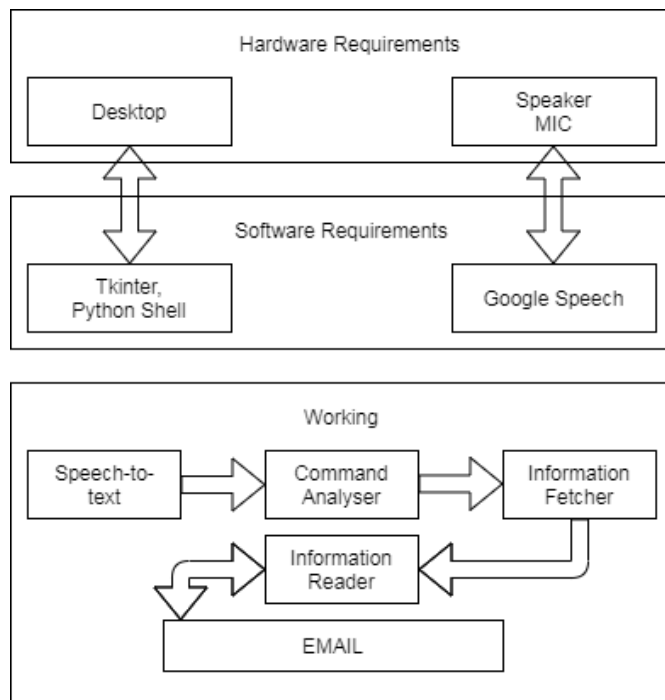 Hardware Requirements
Desktop
Speaker
MIC
Software Requirements
Tkinter,
Python Shell
Google Speech
Working
Speech-to-
text
Command
Analyser
Information
Fetcher
Information
Reader
EMAIL